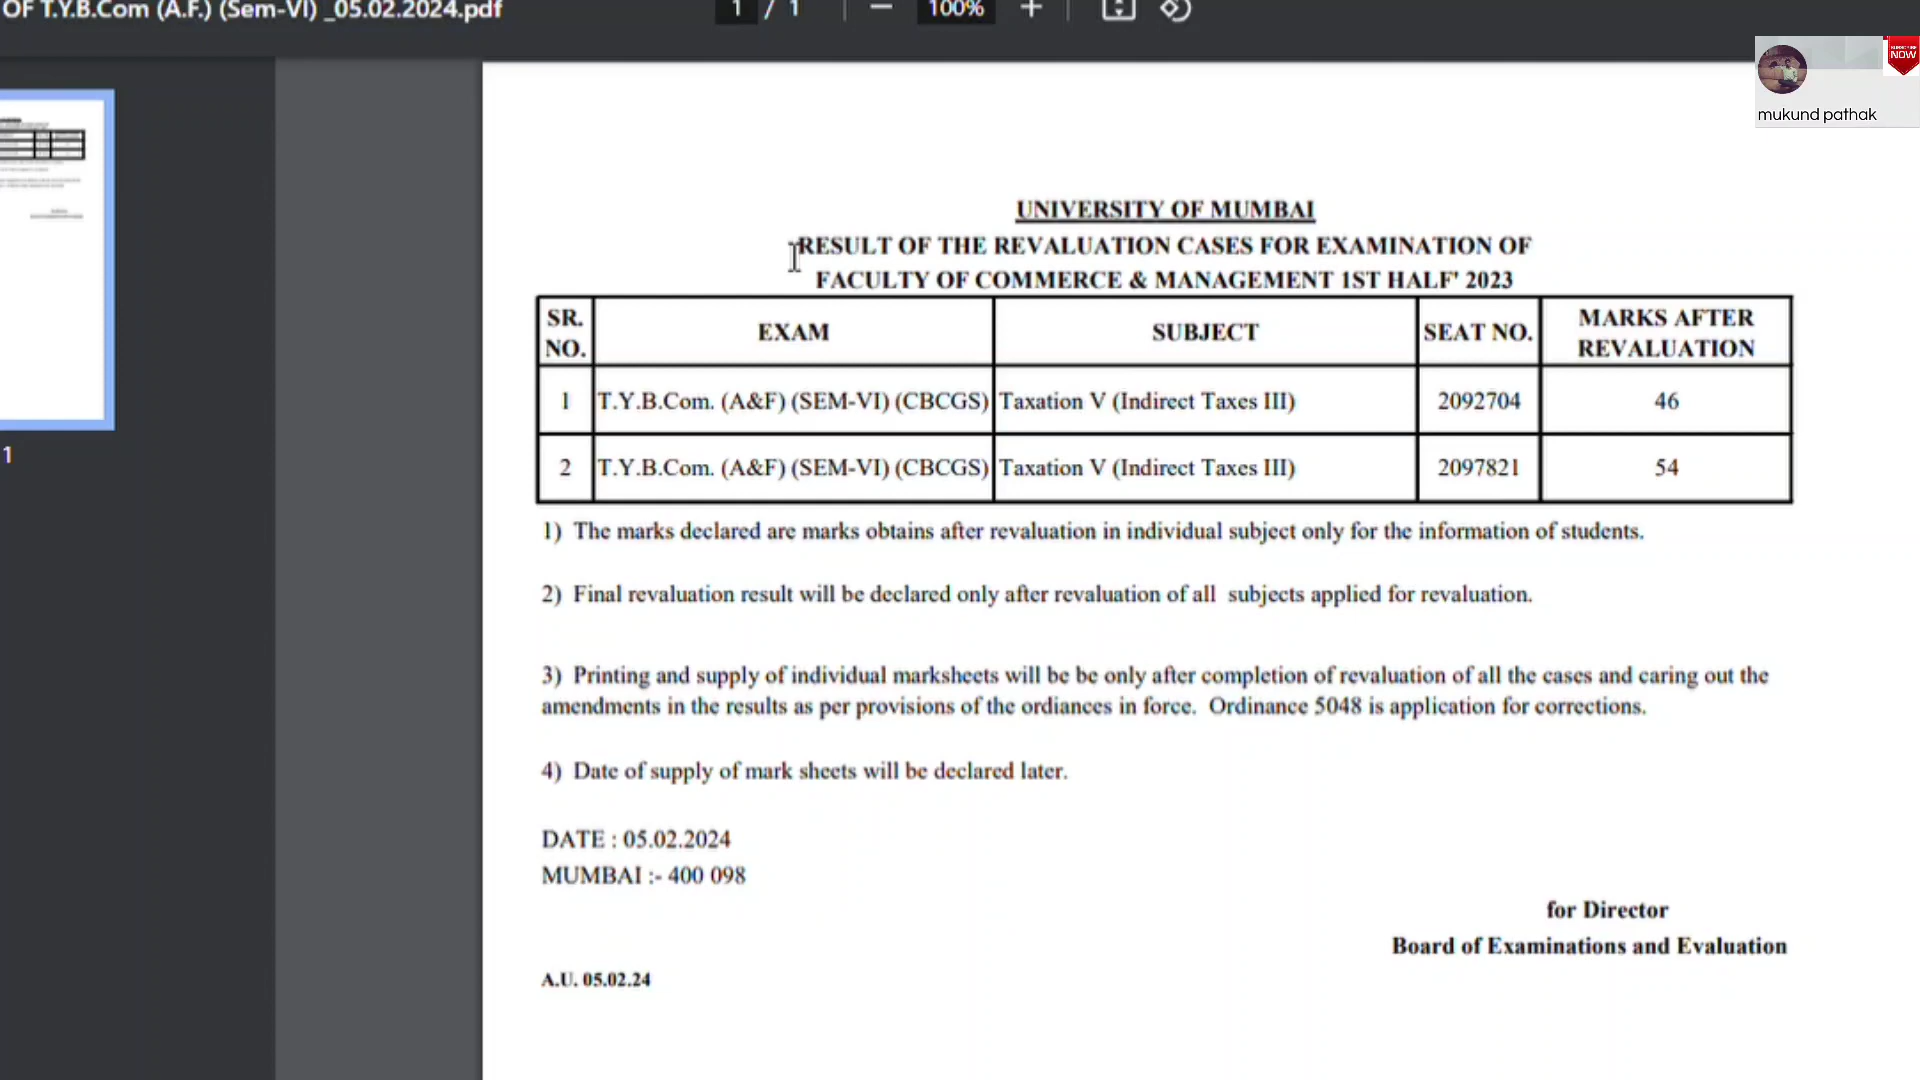 OF T.Y.B.Com (A.F.) (Sem-VI) _05.02.2024.pdf
1 / 1
100%
SUBSCRIBE
NOW
mukund pathak
1
UNIVERSITY OF MUMBAI
RESULT OF THE REVALUATION CASES FOR EXAMINATION OF
FACULTY OF COMMERCE & MANAGEMENT 1ST HALF' 2023
SR. NO. EXAM SUBJECT SEAT NO. MARKS AFTER REVALUATION
1 T.Y.B.Com. (A&F) (SEM-VI) (CBCGS) Taxation V (Indirect Taxes III) 2092704 46
2 T.Y.B.Com. (A&F) (SEM-VI) (CBCGS) Taxation V (Indirect Taxes III) 2097821 54
1) The marks declared are marks obtains after revaluation in individual subject only for the information of students.
2) Final revaluation result will be declared only after revaluation of all subjects applied for revaluation.
3) Printing and supply of individual marksheets will be be only after completion of revaluation of all the cases and caring out the
amendments in the results as per provisions of the ordiances in force. Ordinance 5048 is application for corrections.
4) Date of supply of mark sheets will be declared later.
DATE : 05.02.2024
MUMBAI :- 400 098
for Director
Board of Examinations and Evaluation
A.U. 05.02.24